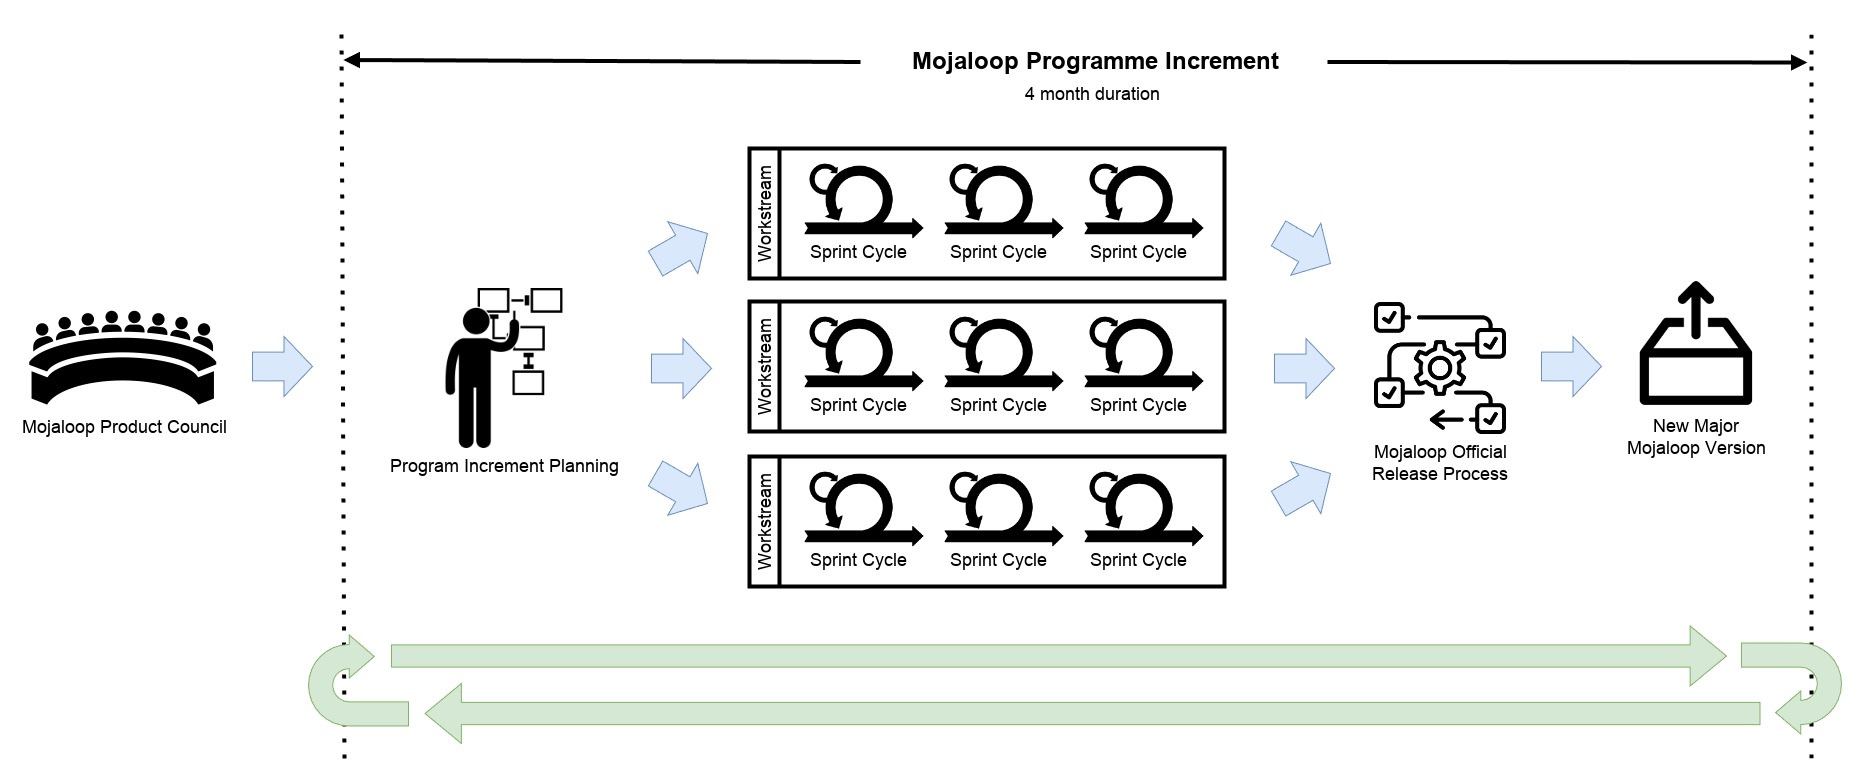 Mojaloop Programme Increment
4 month duration
Workstream
Sprint Cycle
Sprint Cycle
Sprint Cycle
Workstream
Sprint Cycle
Sprint Cycle
Sprint Cycle
Workstream
Sprint Cycle
Sprint Cycle
Sprint Cycle
Mojaloop Product Council
Program Increment Planning
Mojaloop Official
Release Process
New Major
Mojaloop Version